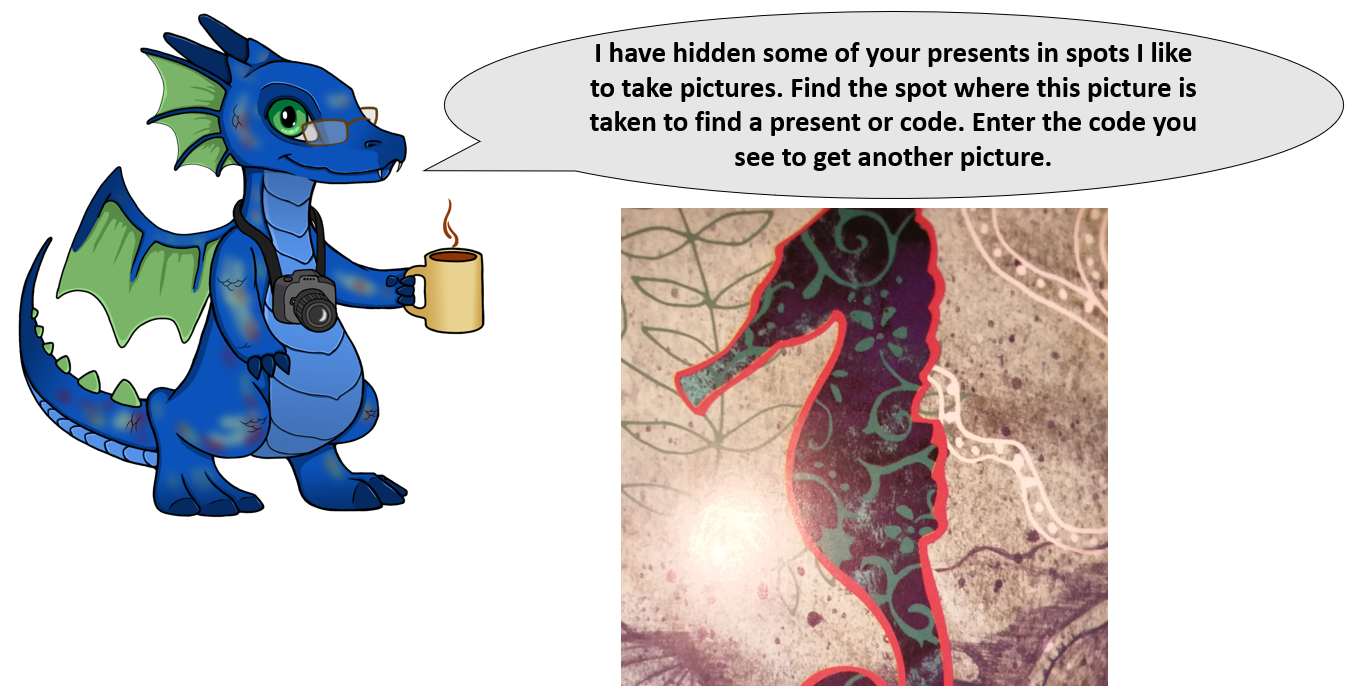 I have hidden some of your presents in spots I like
to take pictures. Find the spot where this picture is
taken to find a present or code. Enter the code you
see to get another picture.